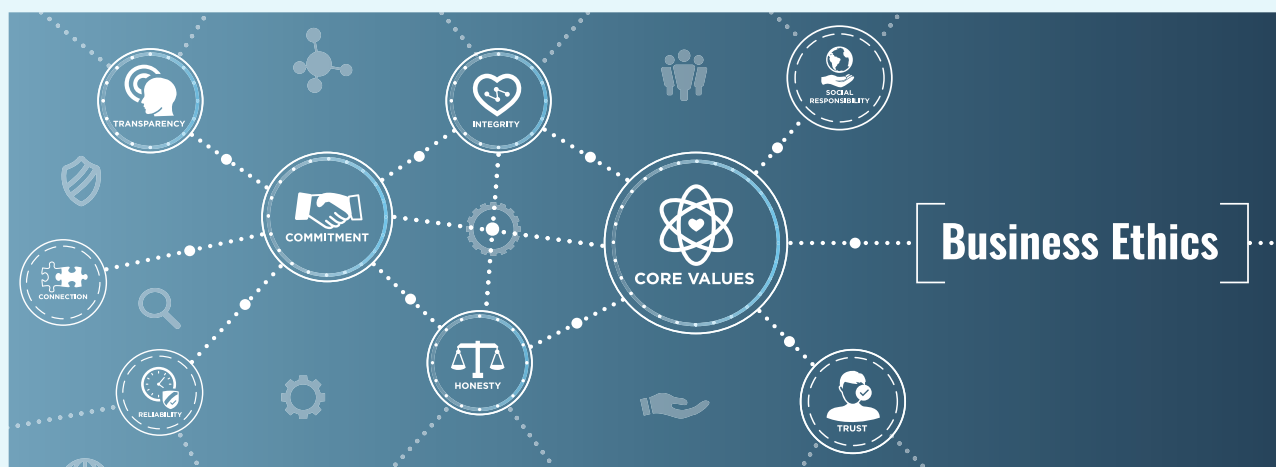 TRANSPARENCY
INTEGRITY
SOCIAL
RESPONSIBILITY
COMMITMENT
CORE VALUES
Business Ethics
CONNECTION
HONESTY
RELIABILITY
TRUST